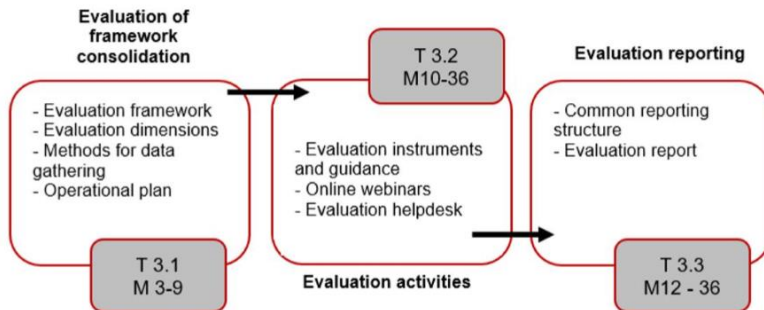 Evaluation of
framework
consolidation
- Evaluation framework
- Evaluation dimensions
- Methods for data
gathering
- Operational plan
T 3.1
M 3-9
T 3.2
M10-36
- Evaluation instruments
and guidance
- Online webinars
- Evaluation helpdesk
Evaluation activities
Evaluation reporting
- Common reporting
structure
- Evaluation report
T 3.3
M12 - 36